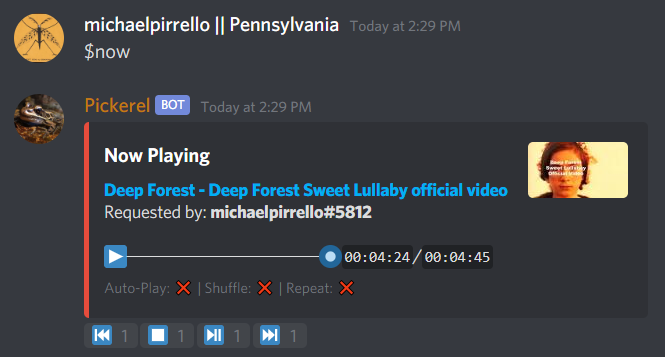 michaelpirrello || Pennsylvania Today at 2:29 PM
$now
Pickerel BOT Today at 2:29 PM
Now Playing
Deep Forest
Sweet Lullaby
Official Video
Deep Forest - Deep Forest Sweet Lullaby official video
Requested by: michaelpirrello#5812
00:04:24/00:04:45
Auto-Play: ❌ | Shuffle: ❌ | Repeat: ❌
1 1 1 1